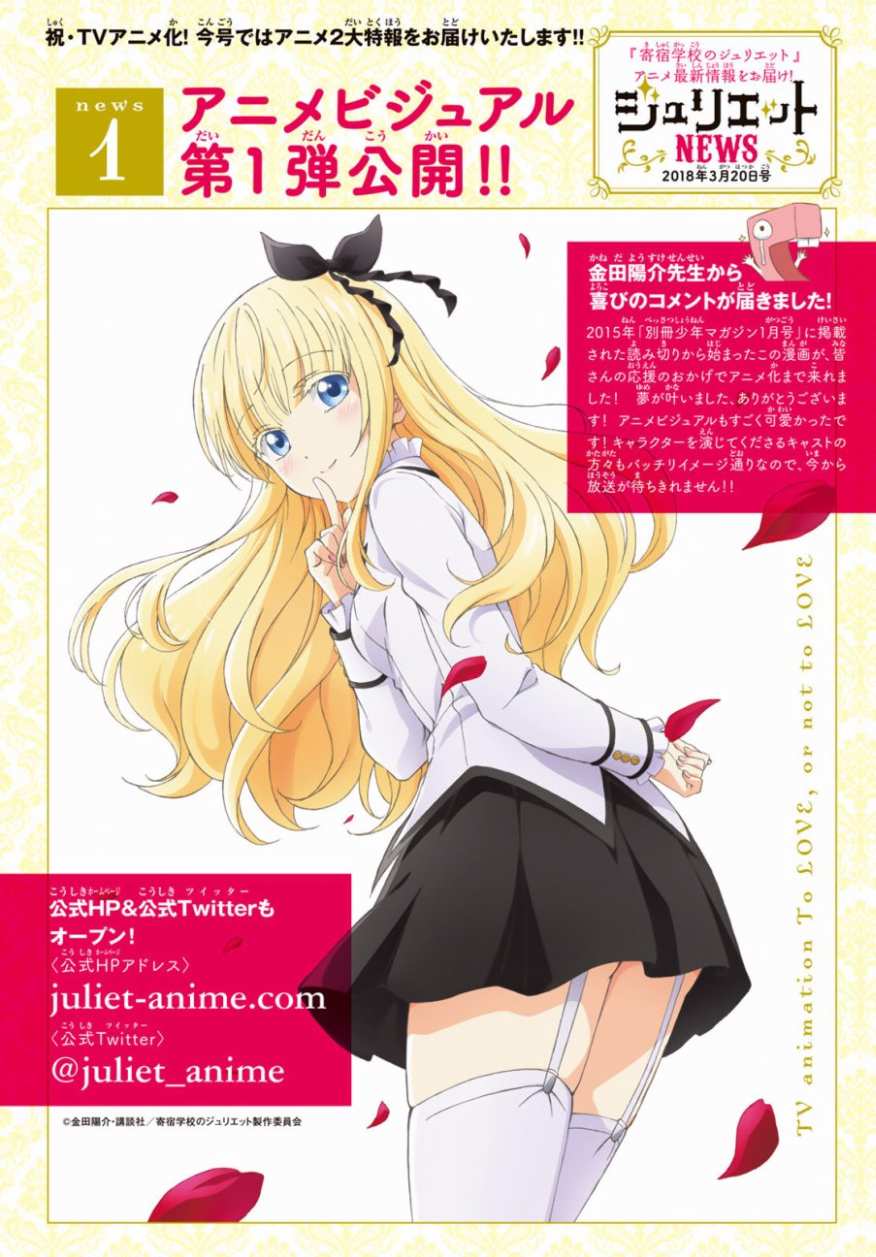 祝・TVアニメ化! 今号ではアニメ2大特報をお届けいたします!!
『寄宿学校のジュリエット』
アニメ最新情報をお届け!
ジュリエット
NEWS
2018年3月20日号
news
1
アニメビジュアル
第1弾公開!!
金田陽介先生から
喜びのコメントが届きました!
2015年「別冊少年マガジン1月号」に掲載
された読み切りから始まったこの漫画が、皆
さんの応援のおかげでアニメ化まで来れま
した! 夢が叶いました、ありがとうございま
す! アニメビジュアルもすごく可愛かったで
す! キャラクターを演じてくださるキャストの
方々もバッチリイメージ通りなので、今から
放送が待ちきれません!!
TV animation To LOVE, or not to LOVE
公式HP&公式Twitterも
オープン!
〈公式HPアドレス〉
juliet-anime.com
〈公式Twitter〉
@juliet_anime
©金田陽介・講談社／寄宿学校のジュリエット製作委員会